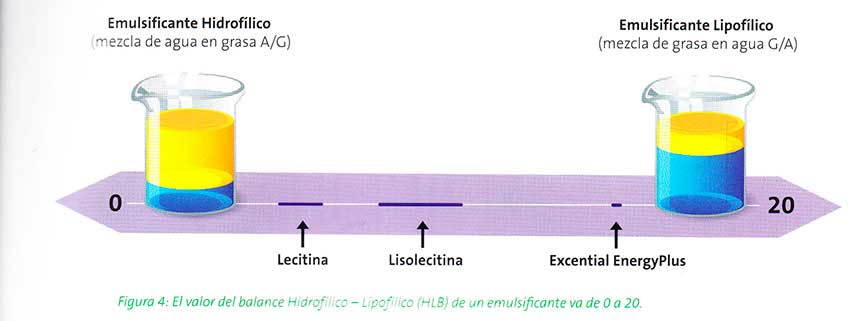 Emulsificante Hidrofílico
(mezcla de agua en grasa A/G)
Emulsificante Lipofílico
(mezcla de grasa en agua G/A)
0
20
Lecitina
Lisolecitina
Excential EnergyPlus
Figura 4: El valor del balance Hidrofílico – Lipofílico (HLB) de un emulsificante va de 0 a 20.